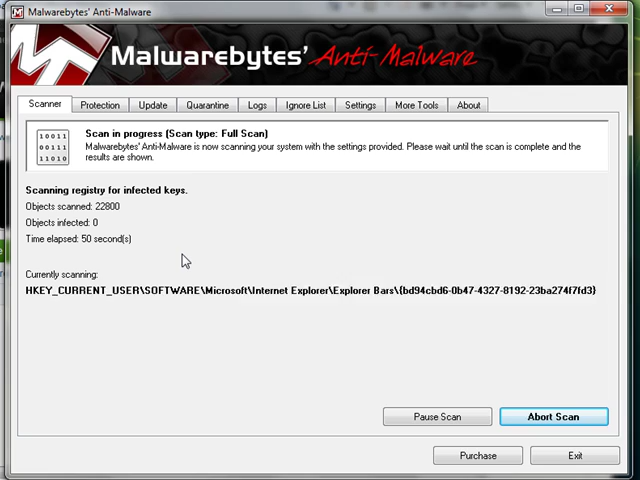 Malwarebytes' Anti-Malware
Malwarebytes' Anti-Malware
Scanner Protection Update Quarantine Logs Ignore List Settings More Tools About
10011
00111
11010
Scan in progress (Scan type: Full Scan)
Malwarebytes' Anti-Malware is now scanning your system with the settings provided. Please wait until the scan is complete and the
results are shown.
Scanning registry for infected keys.
Objects scanned: 22800
Objects infected: 0
Time elapsed: 50 second(s)
Currently scanning:
HKEY_CURRENT_USER\SOFTWARE\Microsoft\Internet Explorer\Explorer Bars\{bd94cbd6-0b47-4327-8192-23ba274f7fd3}
Pause Scan Abort Scan
Purchase Exit